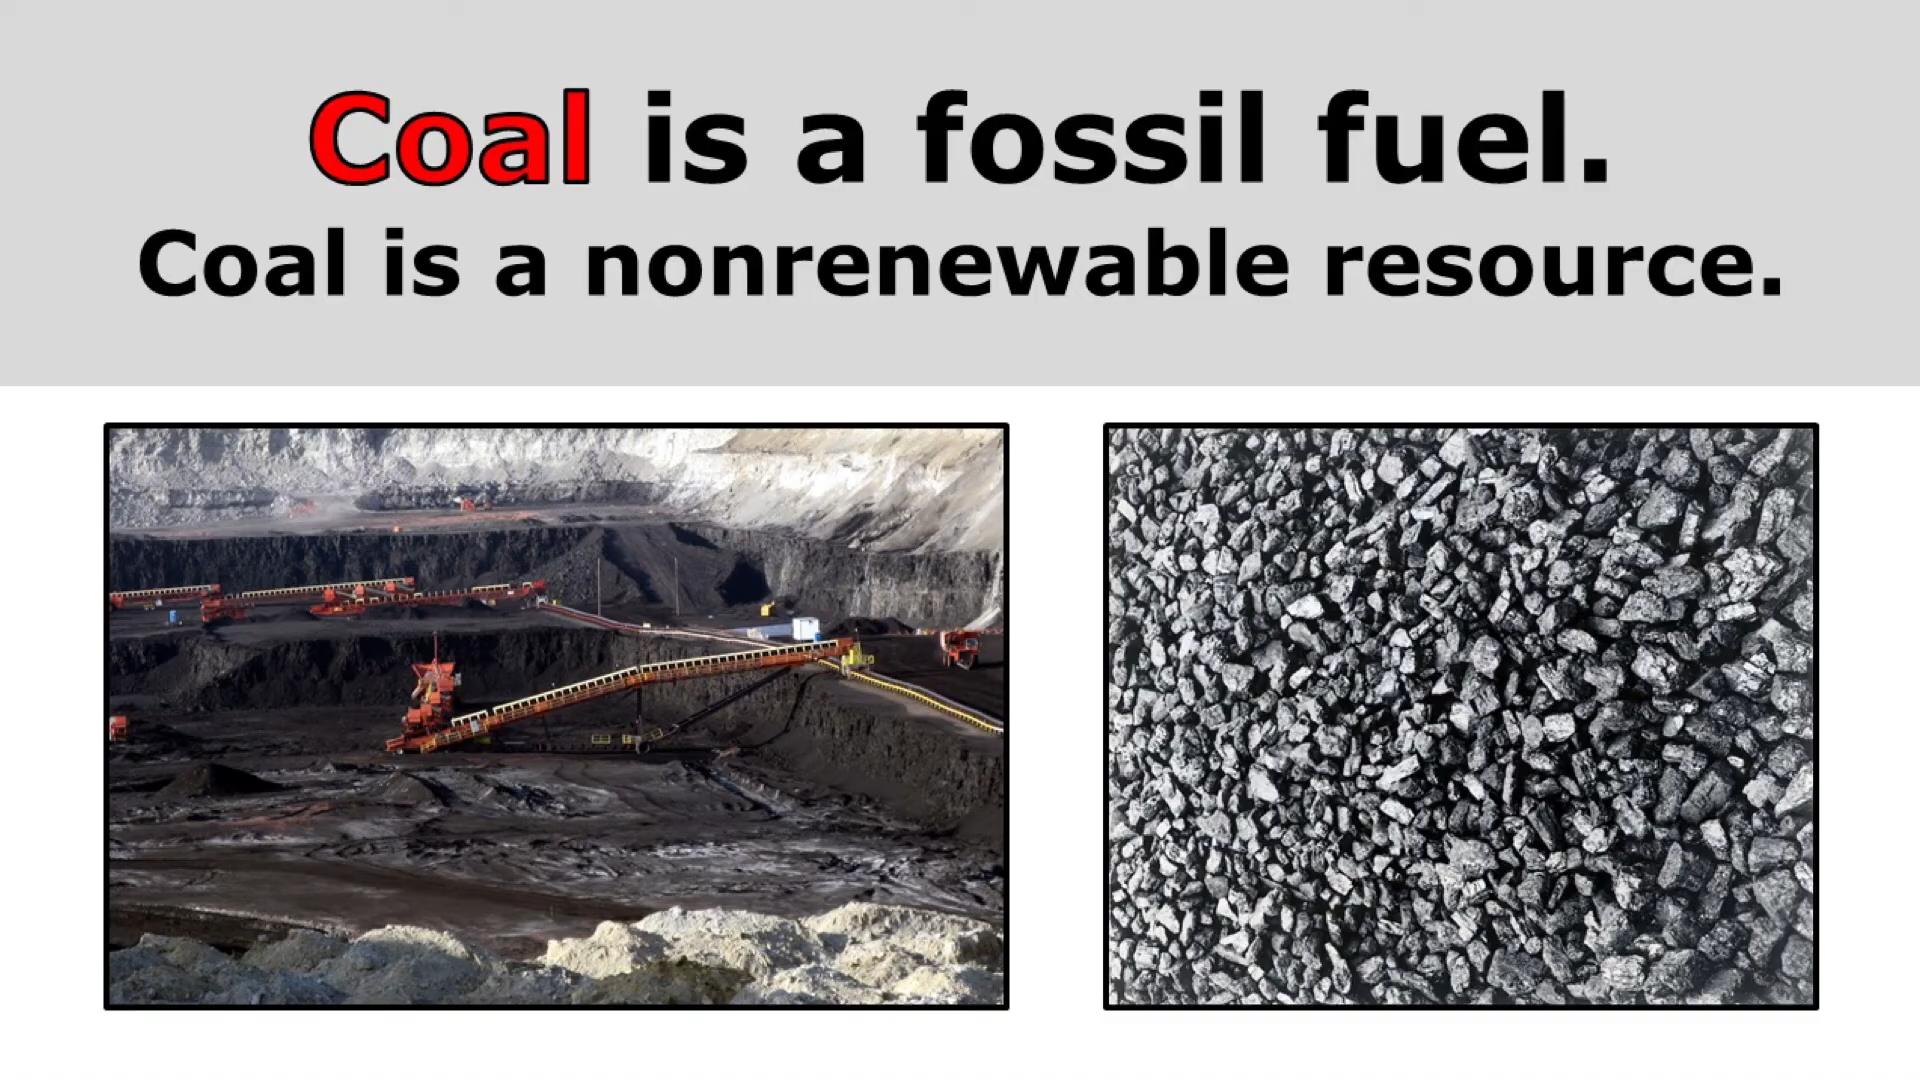 Coal is a fossil fuel.
Coal is a nonrenewable resource.